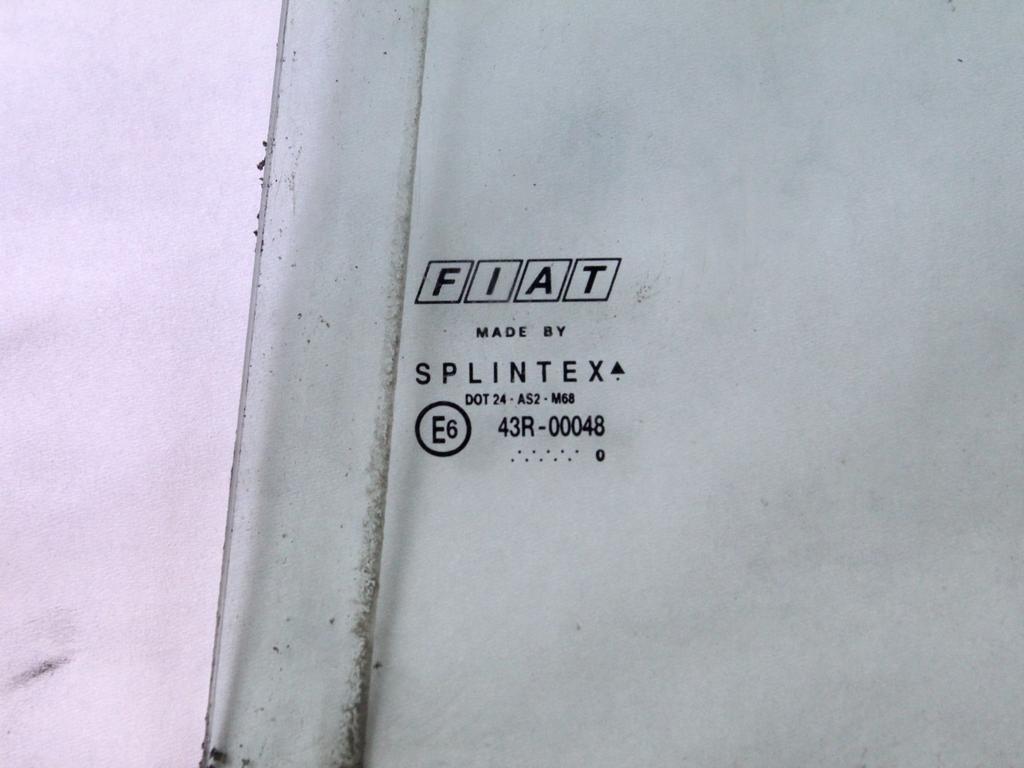 FIAT
MADE BY
SPLINTEX
DOT 24 - AS2 - M68
E6 43R-00048
0